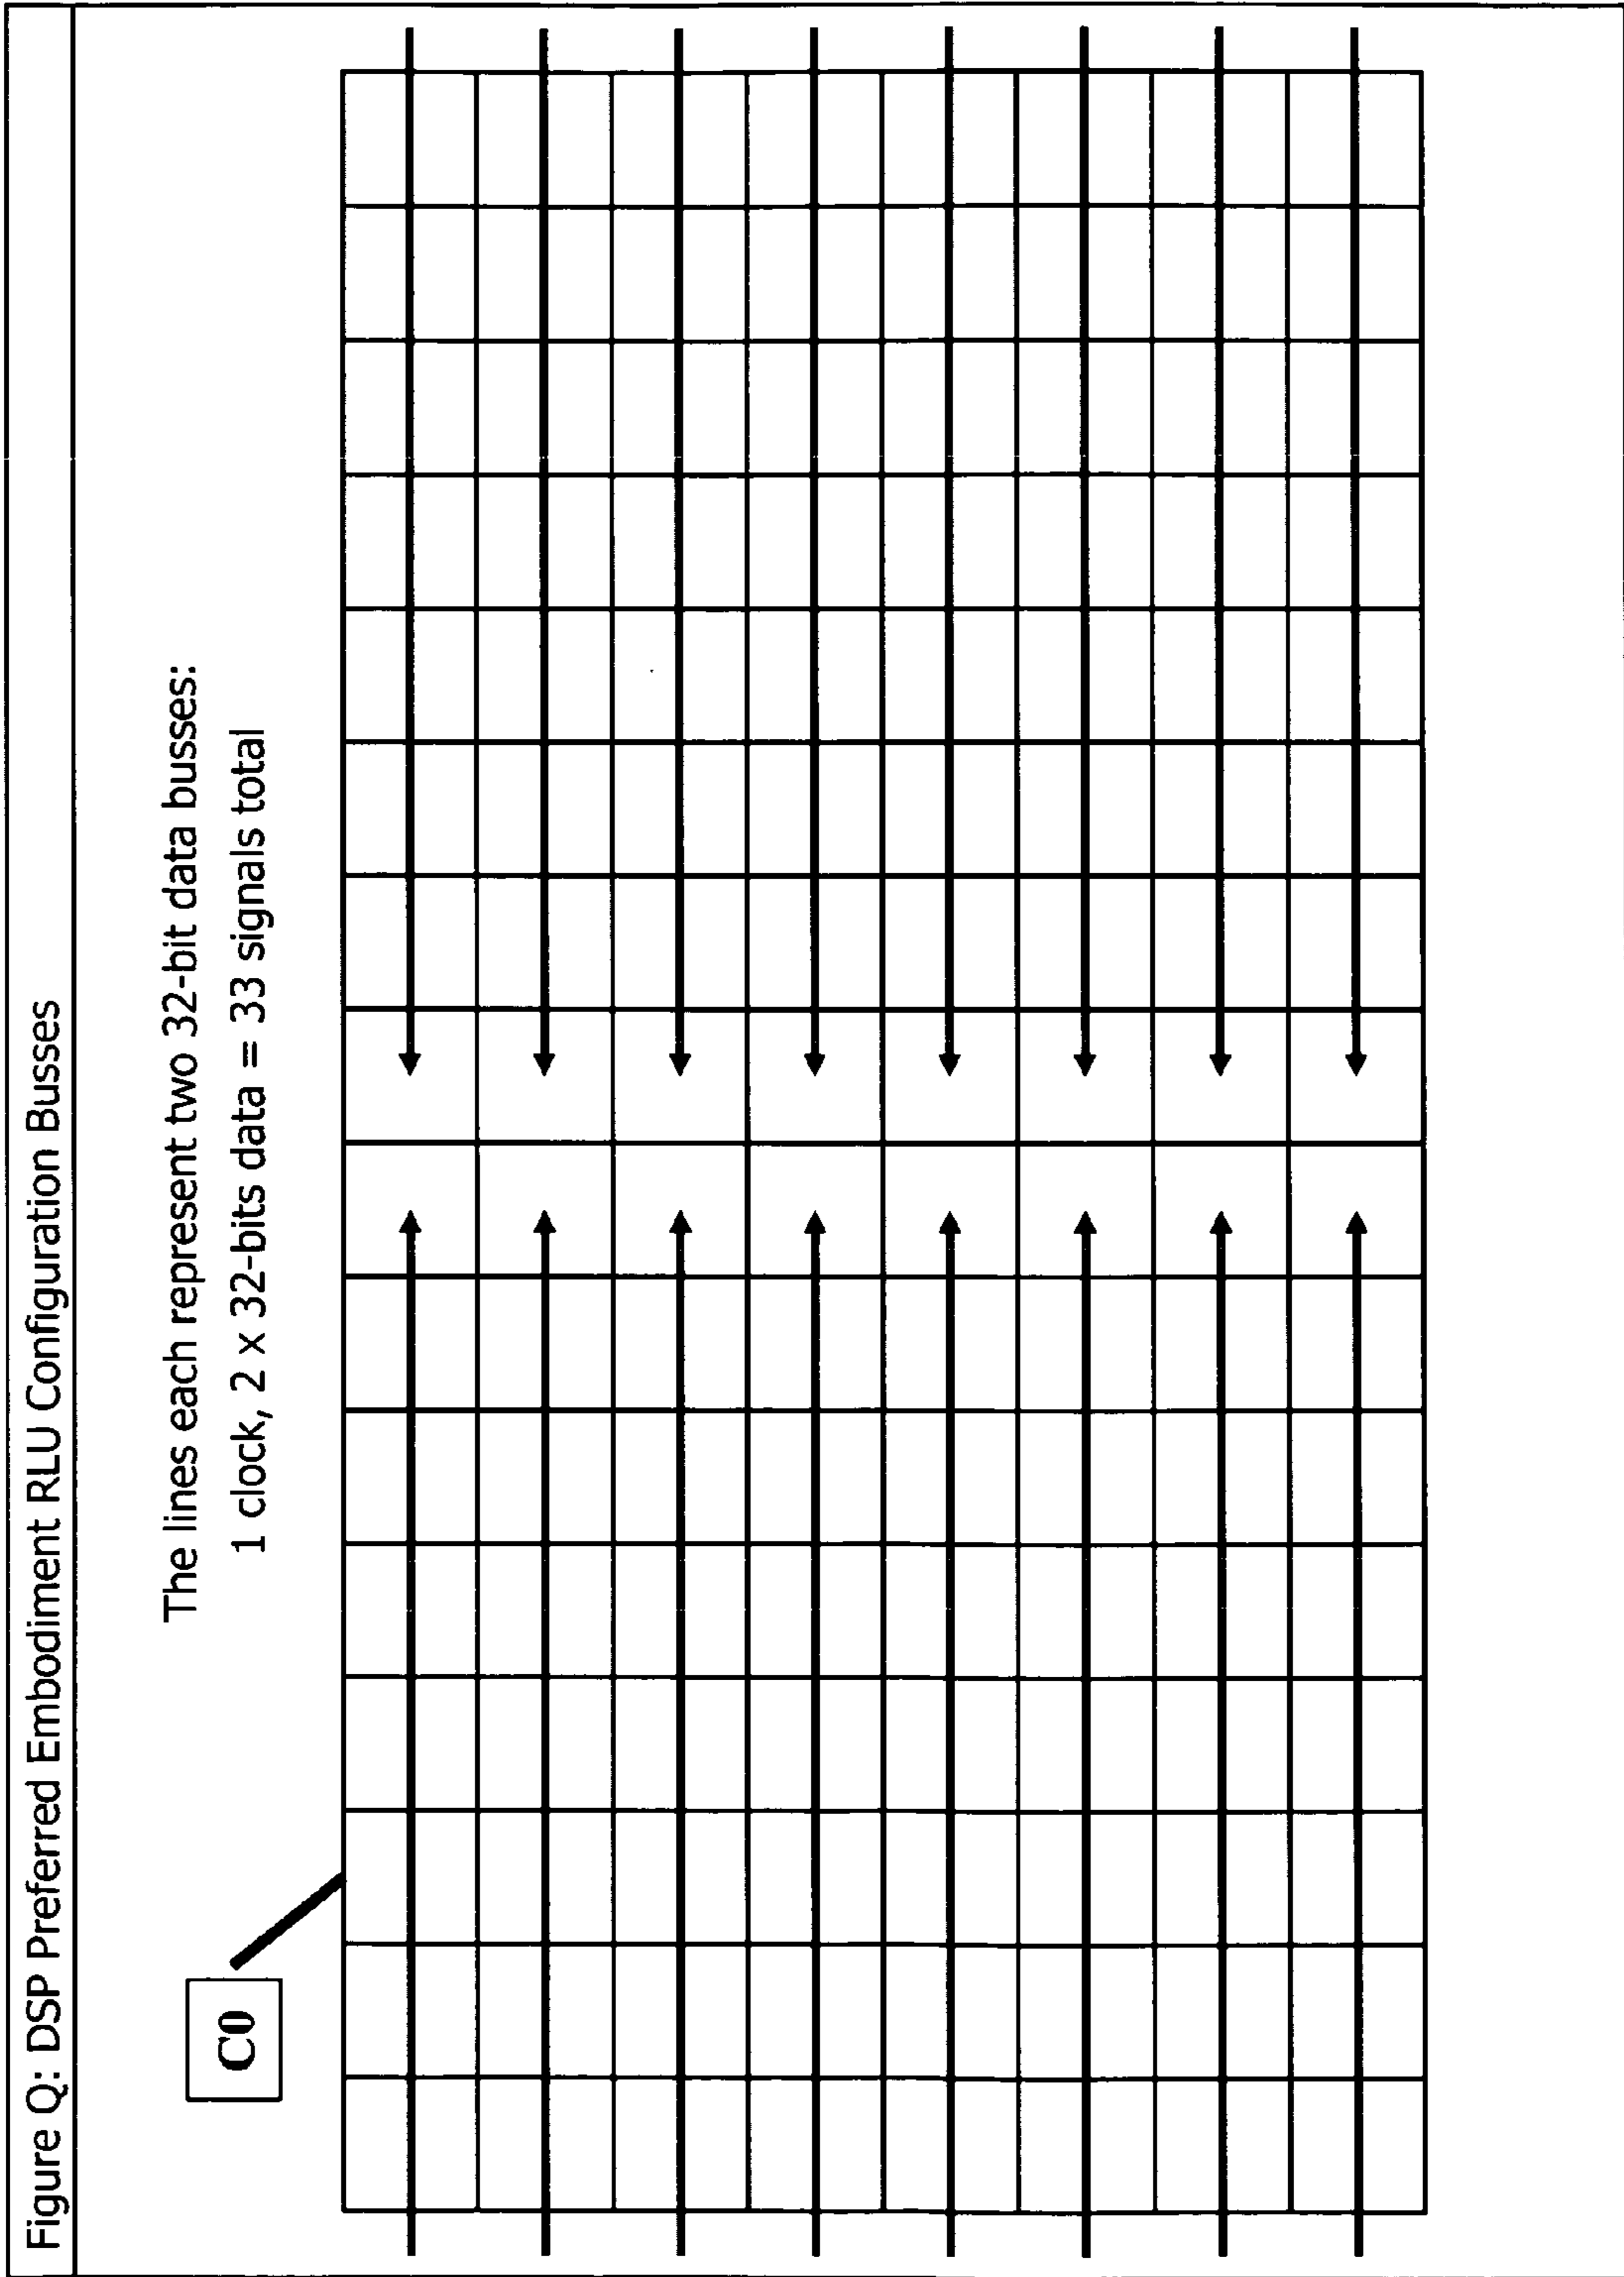 Figure Q: DSP Preferred Embodiment RLU Configuration Busses
The lines each represent two 32-bit data busses:
1 clock, 2 x 32-bits data = 33 signals total
C0